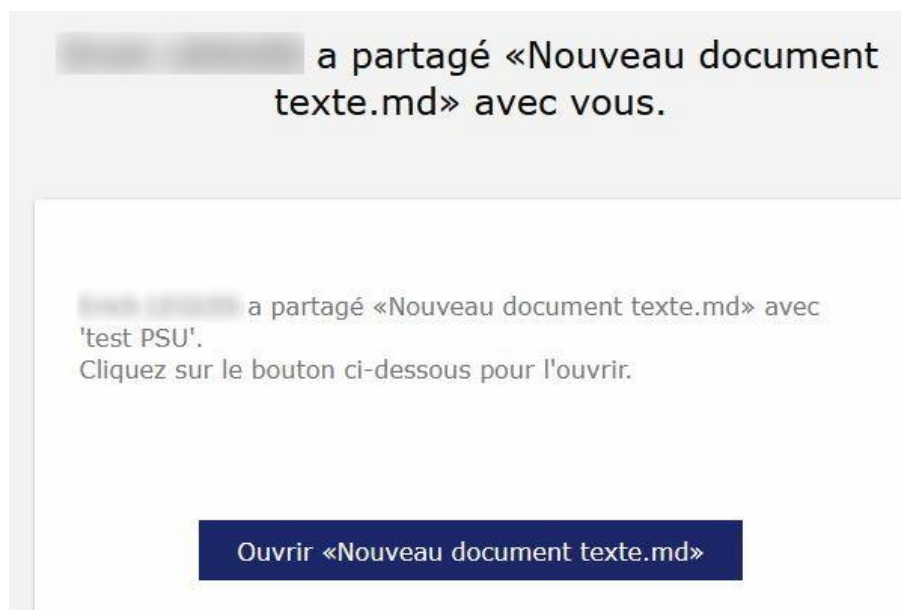 a partagé «Nouveau document
texte.md» avec vous.
a partagé «Nouveau document texte.md» avec
'test PSU'.
Cliquez sur le bouton ci-dessous pour l'ouvrir.
Ouvrir «Nouveau document texte.md»